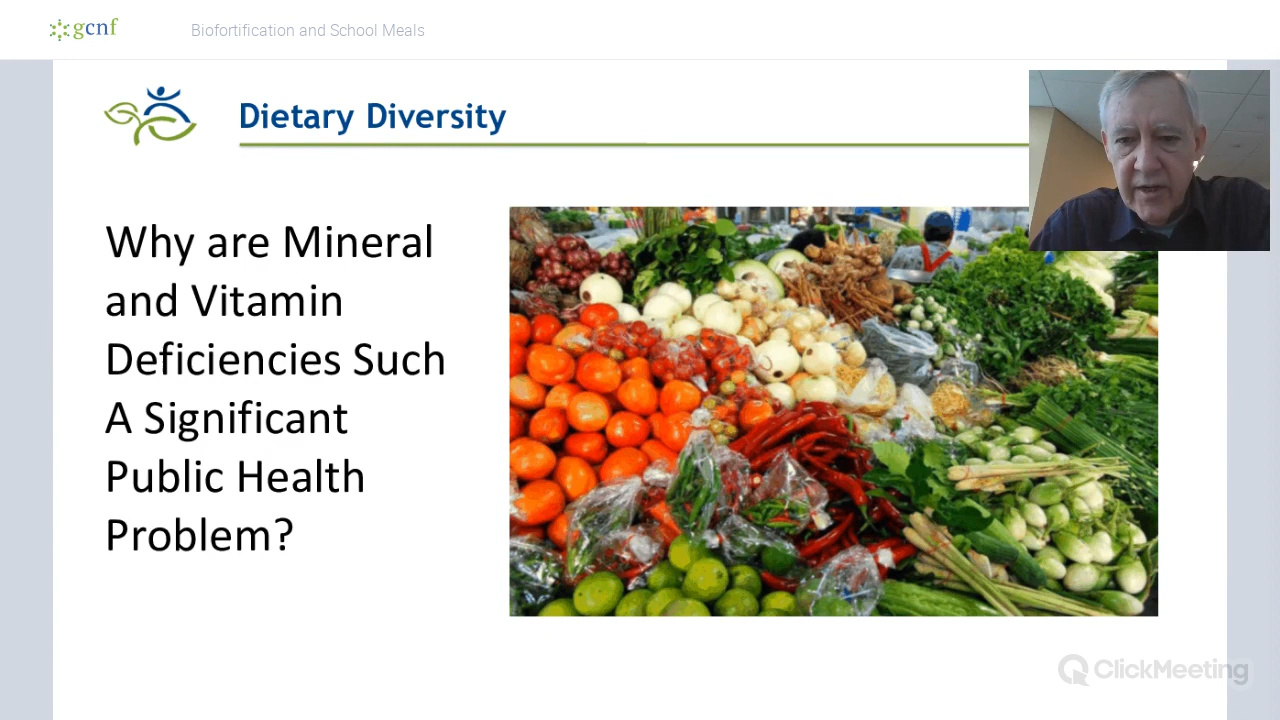 gcnf
Biofortification and School Meals
Dietary Diversity
Why are Mineral
and Vitamin
Deficiencies Such
A Significant
Public Health
Problem?
ClickMeeting